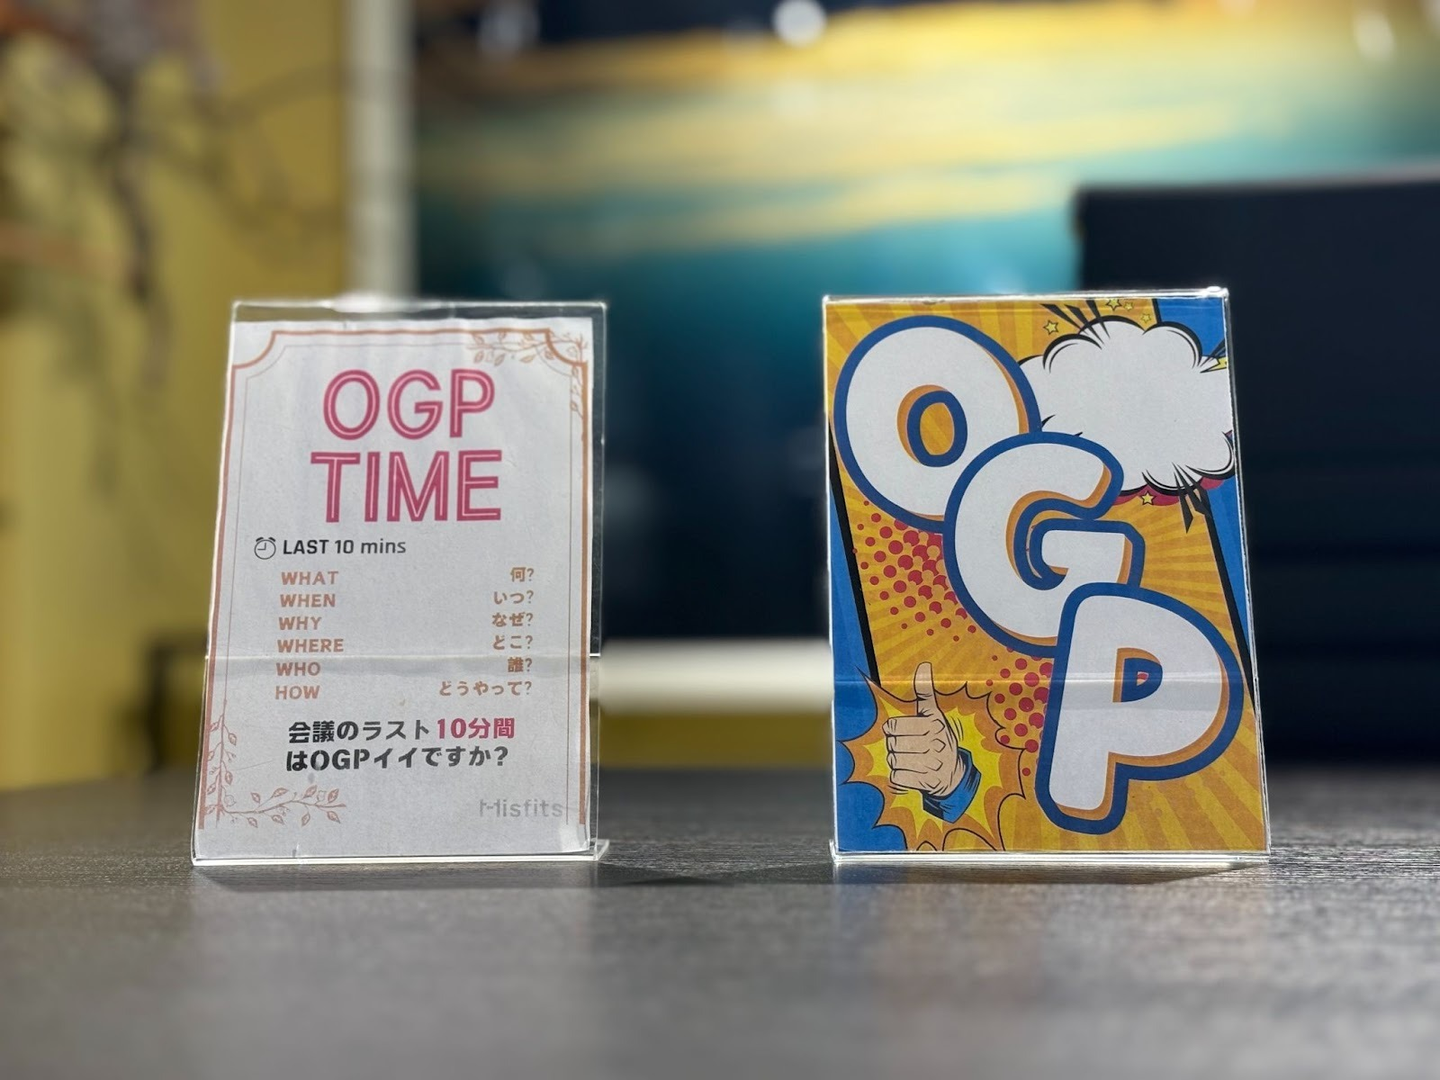 OGP
TIME
LAST 10 mins
WHAT 何?
WHEN いつ?
WHY なぜ?
WHERE どこ?
WHO 誰?
HOW どうやって?
会議のラスト10分間
はOGPイイですか?
Misfits
OGP